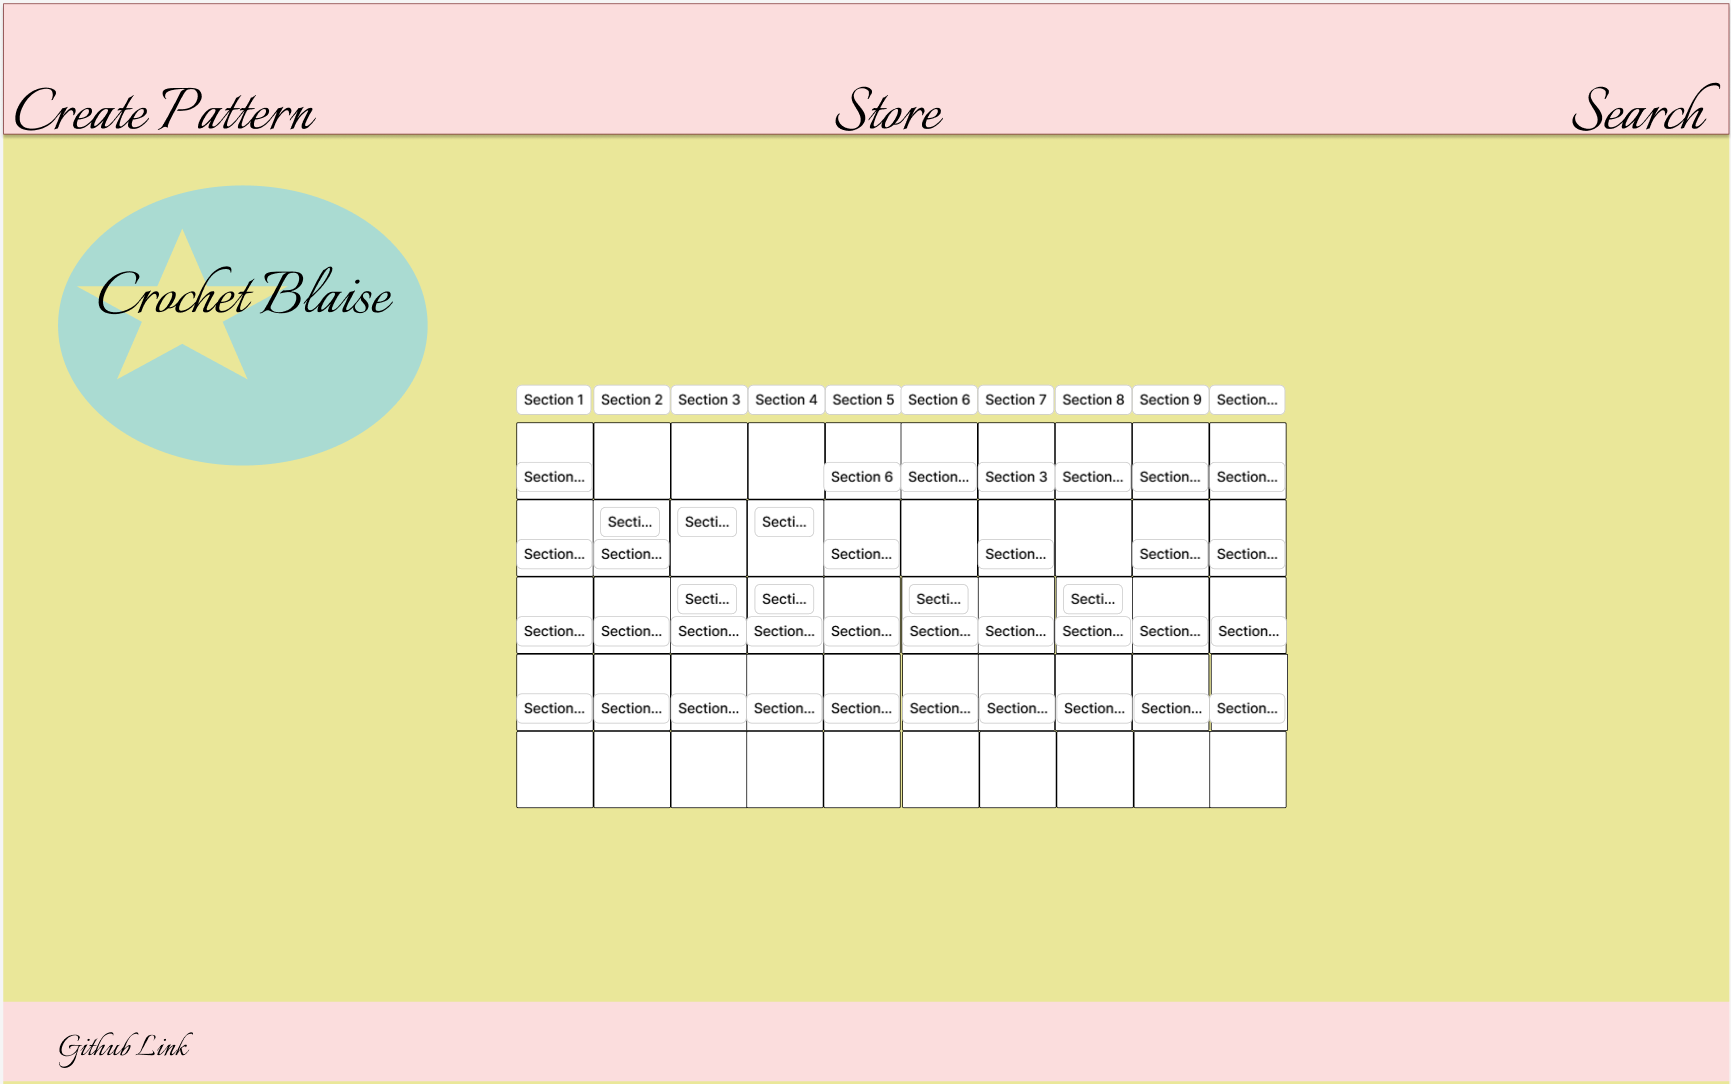 Create Pattern Store Search
Crochet Blaise
Section 1 Section 2 Section 3 Section 4 Section 5 Section 6 Section 7 Section 8 Section 9 Section...
Section... Section 6 Section... Section 3 Section... Section... Section...
Secti... Secti... Secti...
Section... Section... Section... Section... Section... Section...
Secti... Secti... Secti... Secti...
Section... Section... Section... Section... Section... Section... Section... Section... Section... Section...
Section... Section... Section... Section... Section... Section... Section... Section... Section... Section...
Github Link